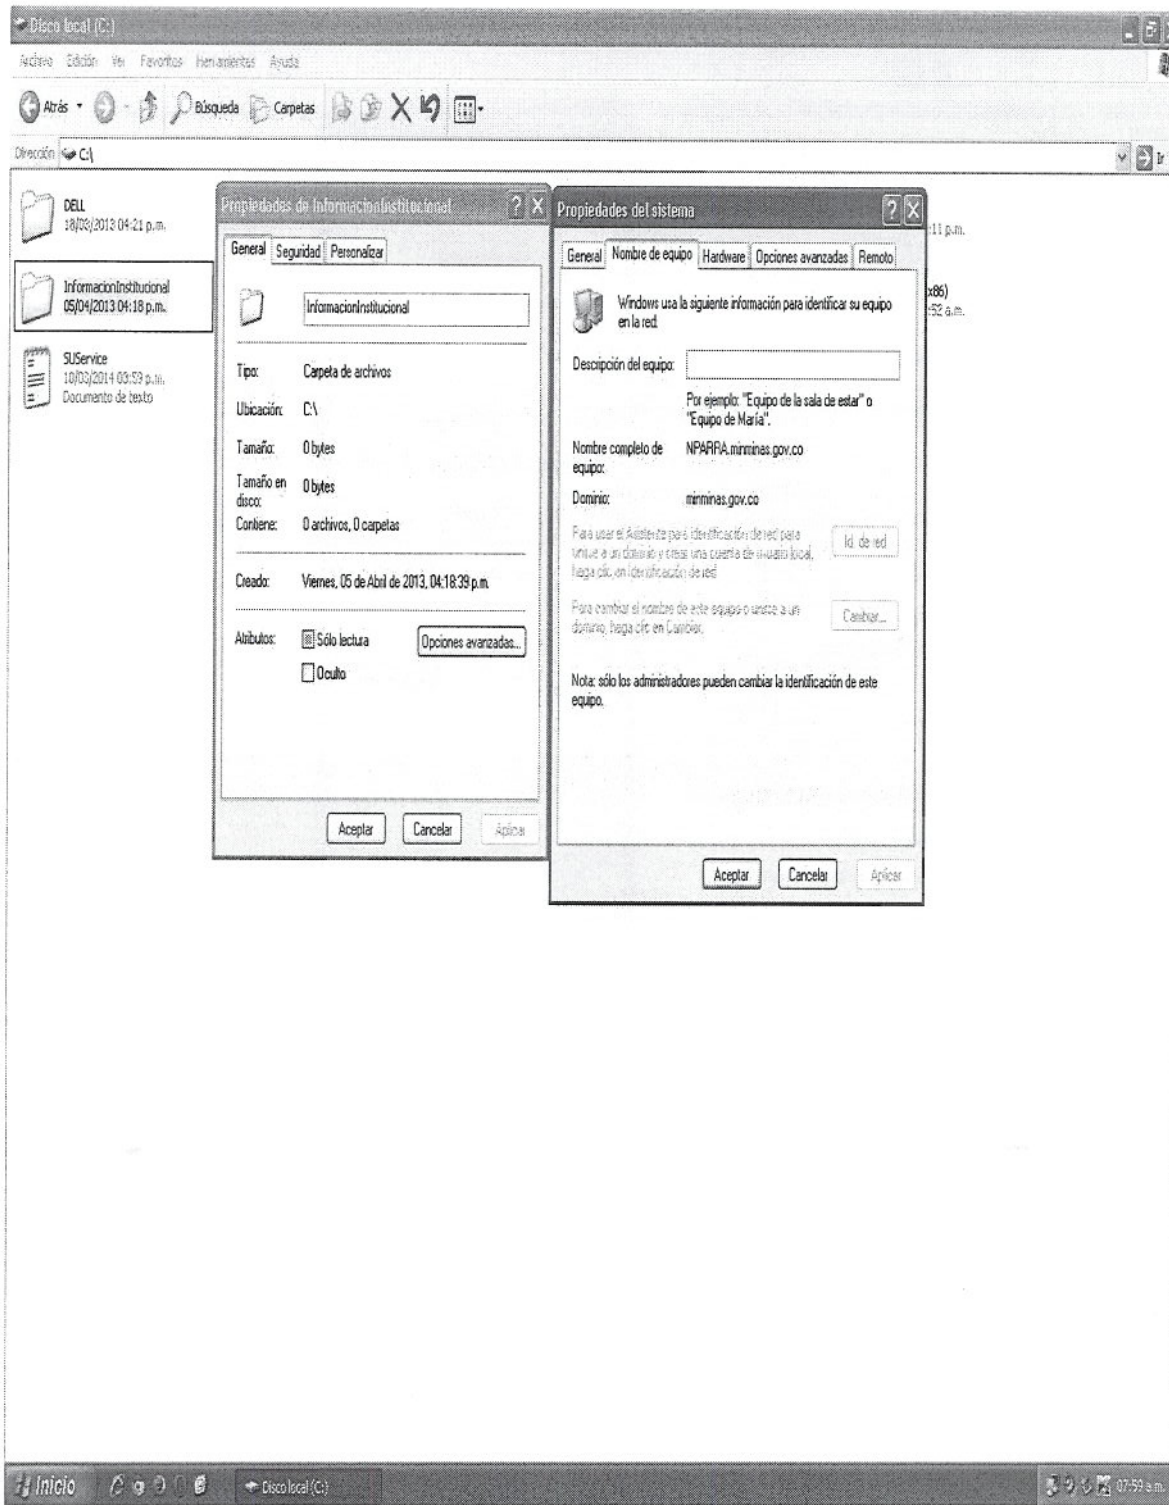 Disco local (C:)
Archivo Edición Ver Favoritos Herramientas Ayuda
Atrás Búsqueda Carpetas
Dirección C:\ Ir
DELL
18/03/2013 04:21 p.m.
InformacionInstitucional
05/04/2013 04:18 p.m.
SUService
10/03/2014 03:59 p.m.
Documento de texto
:11 p.m.
x86)
:52 a.m.
Propiedades de InformacionInstitucional
General Seguridad Personalizar
InformacionInstitucional
Tipo: Carpeta de archivos
Ubicación: C:\
Tamaño: 0 bytes
Tamaño en disco: 0 bytes
Contiene: 0 archivos, 0 carpetas
Creado: Viernes, 05 de Abril de 2013, 04:18:39 p.m.
Atributos: Sólo lectura Opciones avanzadas...
Oculto
Aceptar Cancelar Aplicar
Propiedades del sistema
General Nombre de equipo Hardware Opciones avanzadas Remoto
Windows usa la siguiente información para identificar su equipo
en la red.
Descripción del equipo:
Por ejemplo: "Equipo de la sala de estar" o
"Equipo de María".
Nombre completo de equipo: NPARRA.minminas.gov.co
Dominio: minminas.gov.co
Para usar el Asistente para identificación de red para
unirse a un dominio y crear una cuenta de usuario local,
haga clic en Identificación de red.
Id. de red
Para cambiar el nombre de este equipo o unirse a un
dominio, haga clic en Cambiar.
Cambiar...
Nota: sólo los administradores pueden cambiar la identificación de este
equipo.
Aceptar Cancelar Aplicar
Inicio Disco local (C:) 07:59 a.m.